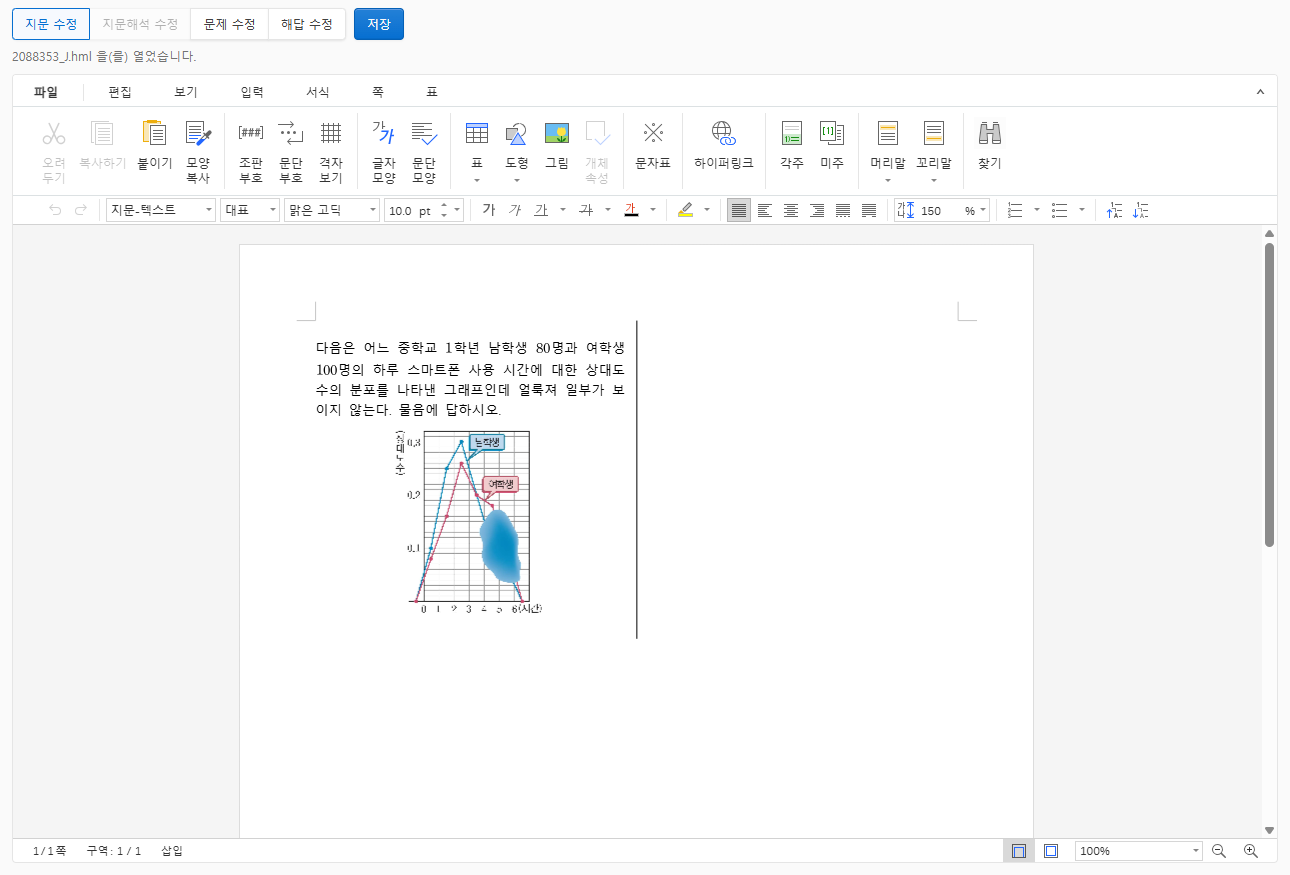 지문 수정 지문해석 수정 문제 수정 해답 수정 저장
2088353_J.hml 을(를) 열었습니다.
파일 편집 보기 입력 서식 쪽 표
오려 두기 복사하기 붙이기 모양 복사 조판 부호 문단 부호 격자 보기 글자 모양 문단 모양 표 도형 그림 개체 속성 문자표 하이퍼링크 각주 미주 머리말 꼬리말 찾기
지문-텍스트 대표 맑은 고딕 10.0 pt 가 가 가 가 가 150 %
다음은 어느 중학교 1학년 남학생 80명과 여학생
100명의 하루 스마트폰 사용 시간에 대한 상대도
수의 분포를 나타낸 그래프인데 얼룩져 일부가 보
이지 않는다. 물음에 답하시오.
(상대도수)
0.3 남학생
여학생
0.2
0.1
0 1 2 3 4 5 6(시간)
1/1쪽 구역: 1 / 1 삽입 100%